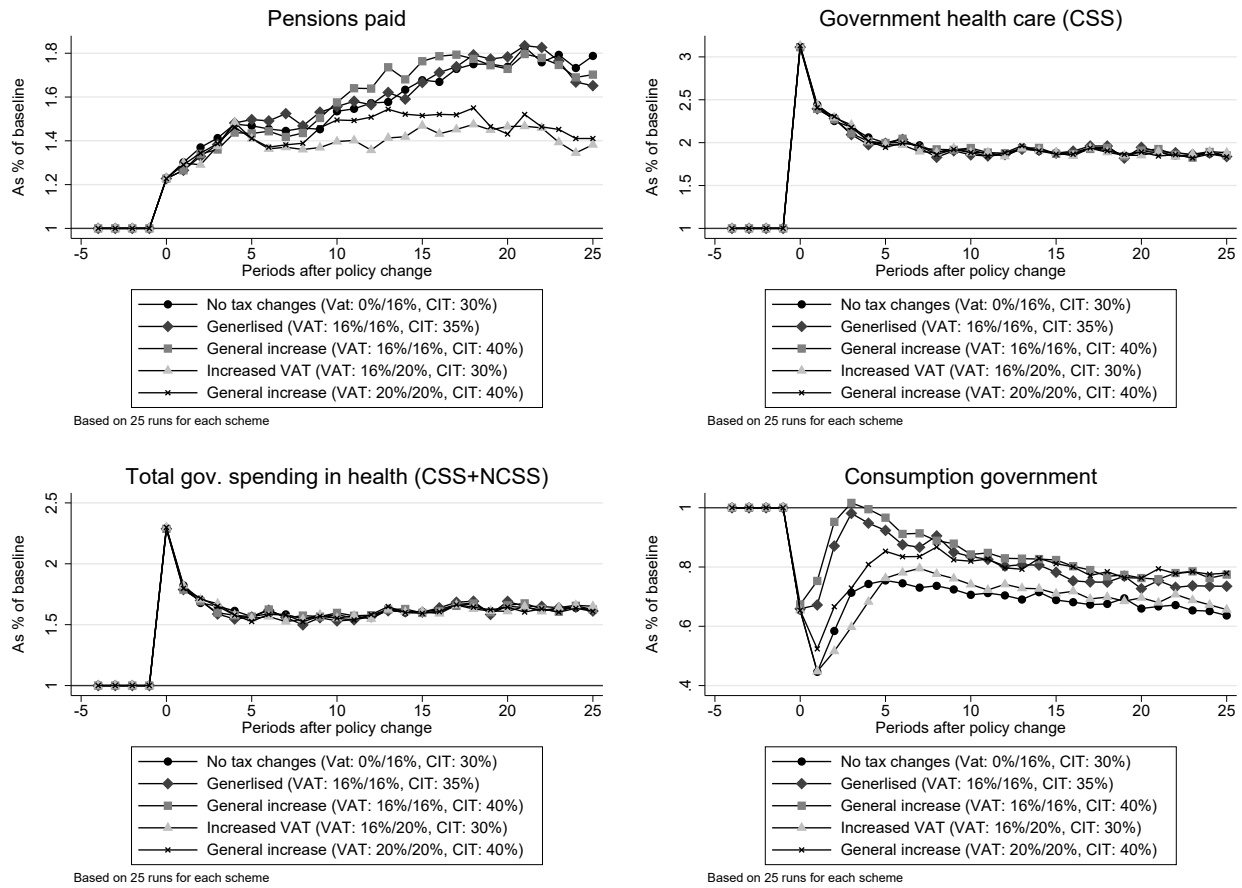 Pensions paid
As % of baseline
1.8
1.6
1.4
1.2
1
-5 0 5 10 15 20 25
Periods after policy change
No tax changes (Vat: 0%/16%, CIT: 30%)
Generlised (VAT: 16%/16%, CIT: 35%)
General increase (VAT: 16%/16%, CIT: 40%)
Increased VAT (VAT: 16%/20%, CIT: 30%)
General increase (VAT: 20%/20%, CIT: 40%)
Based on 25 runs for each scheme
Government health care (CSS)
As % of baseline
3
2.5
2
1.5
1
-5 0 5 10 15 20 25
Periods after policy change
No tax changes (Vat: 0%/16%, CIT: 30%)
Generlised (VAT: 16%/16%, CIT: 35%)
General increase (VAT: 16%/16%, CIT: 40%)
Increased VAT (VAT: 16%/20%, CIT: 30%)
General increase (VAT: 20%/20%, CIT: 40%)
Based on 25 runs for each scheme
Total gov. spending in health (CSS+NCSS)
As % of baseline
2.5
2
1.5
1
-5 0 5 10 15 20 25
Periods after policy change
No tax changes (Vat: 0%/16%, CIT: 30%)
Generlised (VAT: 16%/16%, CIT: 35%)
General increase (VAT: 16%/16%, CIT: 40%)
Increased VAT (VAT: 16%/20%, CIT: 30%)
General increase (VAT: 20%/20%, CIT: 40%)
Based on 25 runs for each scheme
Consumption government
As % of baseline
1
.8
.6
.4
-5 0 5 10 15 20 25
Periods after policy change
No tax changes (Vat: 0%/16%, CIT: 30%)
Generlised (VAT: 16%/16%, CIT: 35%)
General increase (VAT: 16%/16%, CIT: 40%)
Increased VAT (VAT: 16%/20%, CIT: 30%)
General increase (VAT: 20%/20%, CIT: 40%)
Based on 25 runs for each scheme